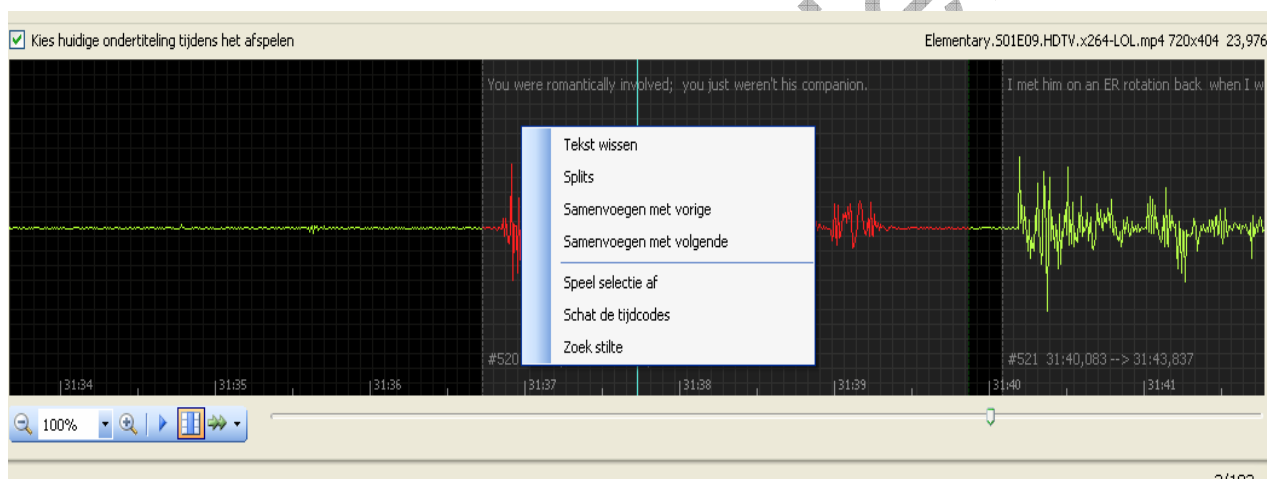 Kies huidige ondertiteling tijdens het afspelen
Elementary.S01E09.HDTV.x264-LOL.mp4 720x404 23,976
You were romantically involved; you just weren't his companion.
I met him on an ER rotation back when I w
Tekst wissen
Splits
Samenvoegen met vorige
Samenvoegen met volgende
Speel selectie af
Schat de tijdcodes
Zoek stilte
#520
#521 31:40,083 --> 31:43,837
31:34 31:35 31:36 31:37 31:38 31:39 31:40 31:41
100%